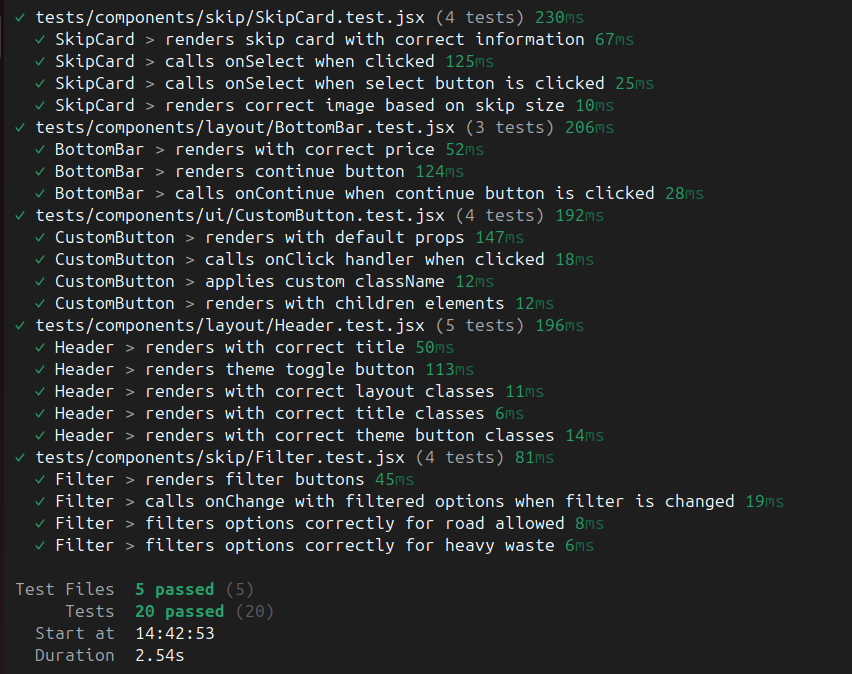 ✓ tests/components/skip/SkipCard.test.jsx (4 tests) 230ms
✓ SkipCard > renders skip card with correct information 67ms
✓ SkipCard > calls onSelect when clicked 125ms
✓ SkipCard > calls onSelect when select button is clicked 25ms
✓ SkipCard > renders correct image based on skip size 10ms
✓ tests/components/layout/BottomBar.test.jsx (3 tests) 206ms
✓ BottomBar > renders with correct price 52ms
✓ BottomBar > renders continue button 124ms
✓ BottomBar > calls onContinue when continue button is clicked 28ms
✓ tests/components/ui/CustomButton.test.jsx (4 tests) 192ms
✓ CustomButton > renders with default props 147ms
✓ CustomButton > calls onClick handler when clicked 18ms
✓ CustomButton > applies custom className 12ms
✓ CustomButton > renders with children elements 12ms
✓ tests/components/layout/Header.test.jsx (5 tests) 196ms
✓ Header > renders with correct title 50ms
✓ Header > renders theme toggle button 113ms
✓ Header > renders with correct layout classes 11ms
✓ Header > renders with correct title classes 6ms
✓ Header > renders with correct theme button classes 14ms
✓ tests/components/skip/Filter.test.jsx (4 tests) 81ms
✓ Filter > renders filter buttons 45ms
✓ Filter > calls onChange with filtered options when filter is changed 19ms
✓ Filter > filters options correctly for road allowed 8ms
✓ Filter > filters options correctly for heavy waste 6ms
Test Files 5 passed (5)
Tests 20 passed (20)
Start at 14:42:53
Duration 2.54s